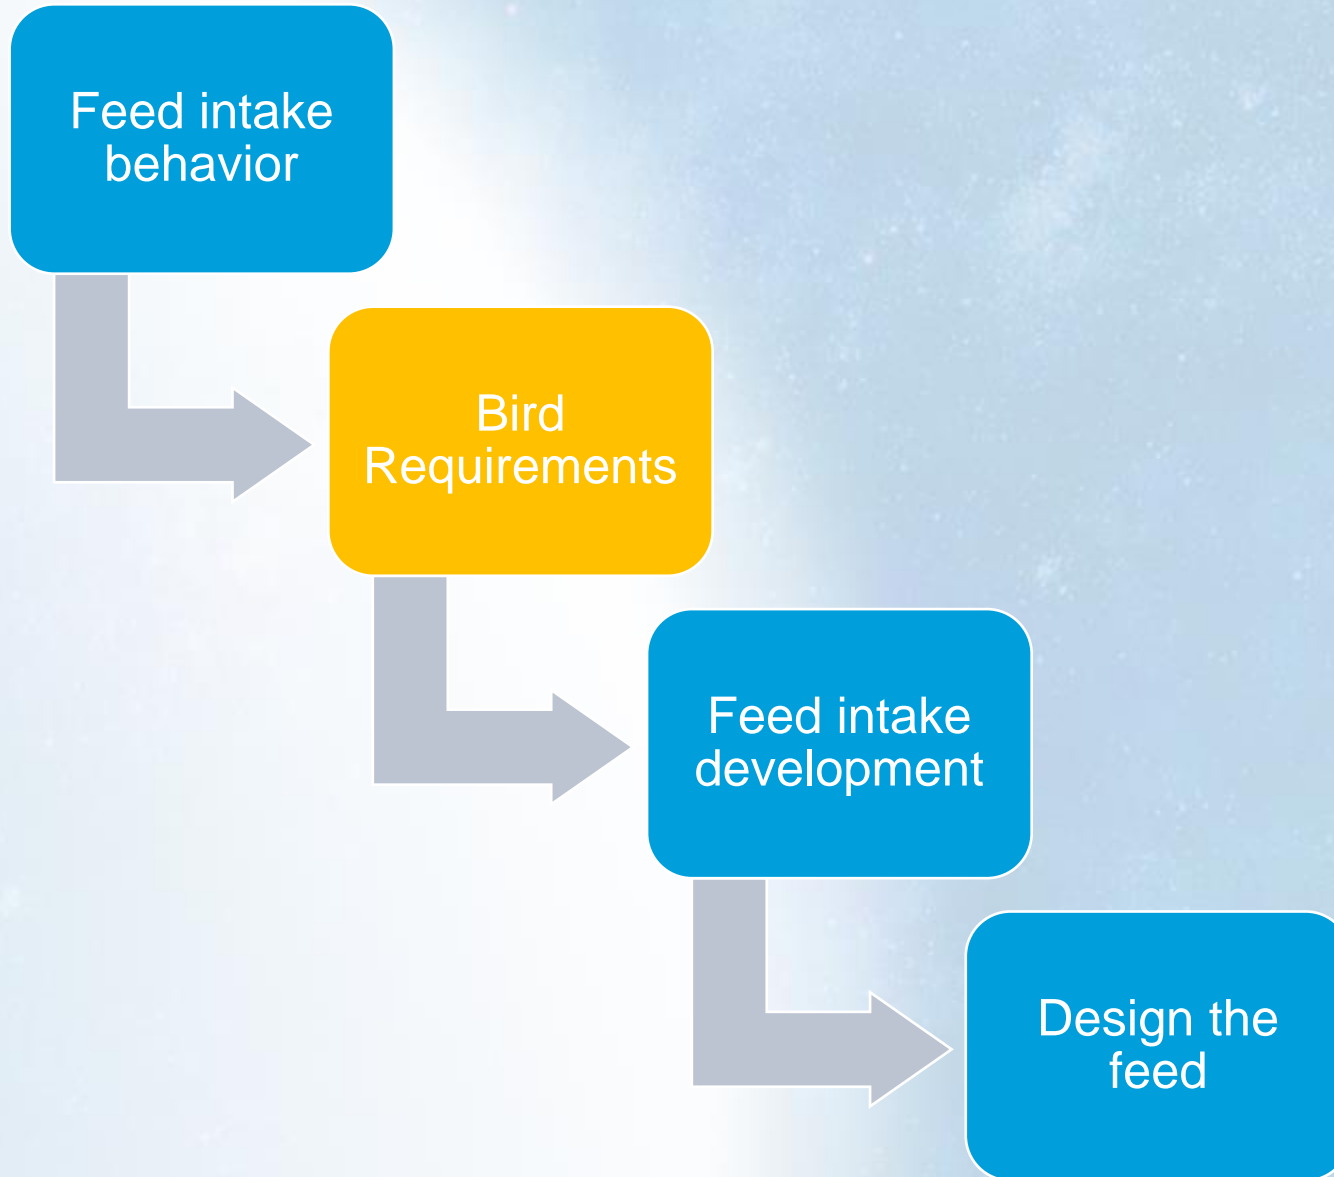 Feed intake
behavior
Bird
Requirements
Feed intake
development
Design the
feed